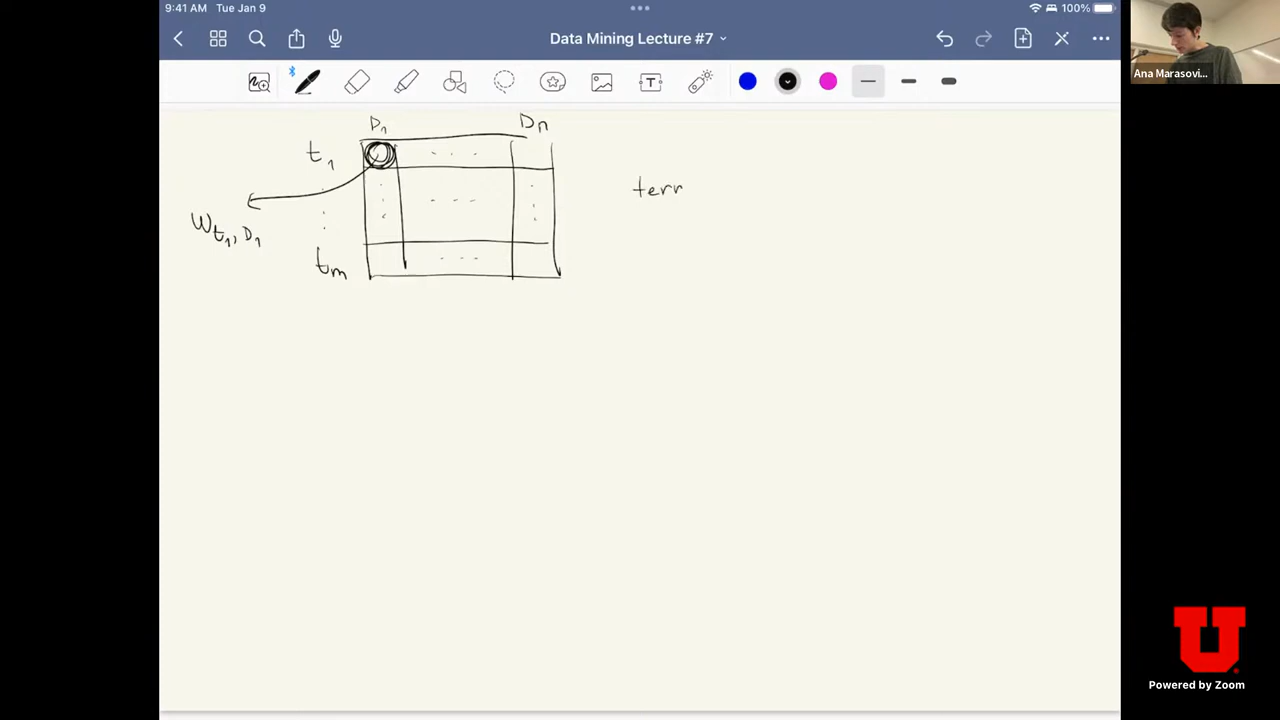 9:41 AM Tue Jan 9
100%
Data Mining Lecture #7
Ana Marasovi...
D1 Dn
t1
terr
Wt1, D1
tm
U
Powered by Zoom